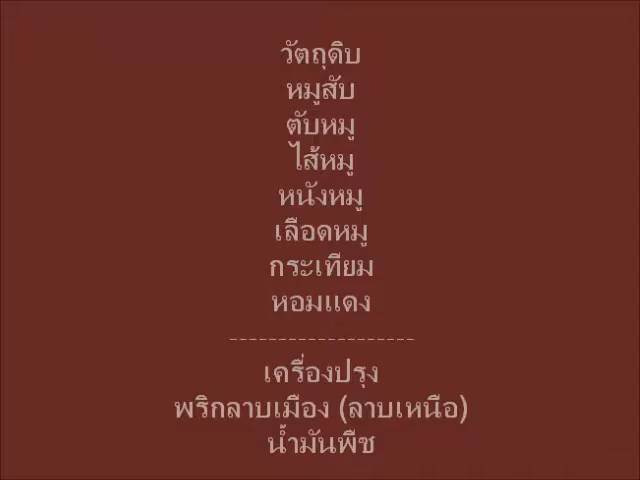 วัตถุดิบ
หมูสับ
ตับหมู
ไส้หมู
หนังหมู
เลือดหมู
กระเทียม
หอมแดง
-------------------
เครื่องปรุง
พริกลาบเมือง (ลาบเหนือ)
น้ำมันพืช